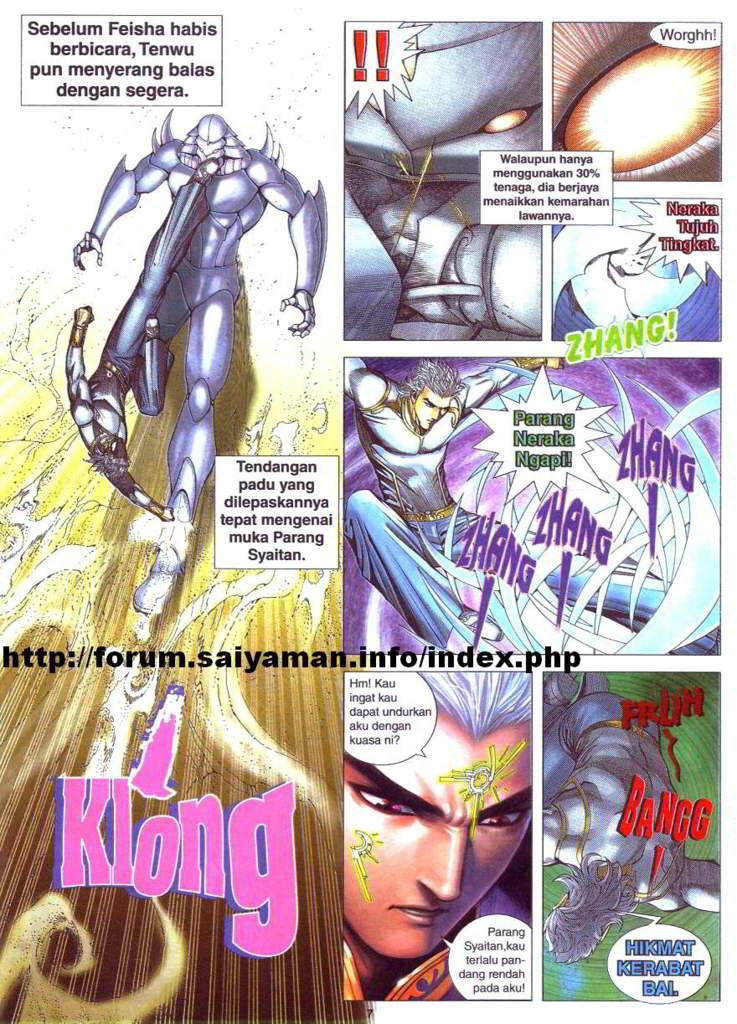 Sebelum Feisha habis
berbicara, Tenwu
pun menyerang balas
dengan segera.
Tendangan
padu yang
dilepaskannya
tepat mengenai
muka Parang
Syaitan.
Klong
!!
Worghh!
Walaupun hanya
menggunakan 30%
tenaga, dia berjaya
menaikkan kemarahan
lawannya.
Neraka
Tujuh
Tingkat.
ZHANG!
Parang
Neraka
Ngapi!
ZHANG
ZHANG
ZHANG
!
!
!
http://forum.saiyaman.info/index.php
Hm! Kau
ingat kau
dapat undurkan
aku dengan
kuasa ni?
Parang
Syaitan,kau
terlalu pan-
dang rendah
pada aku!
BANGG
!
HIKMAT
KERABAT
BAI.